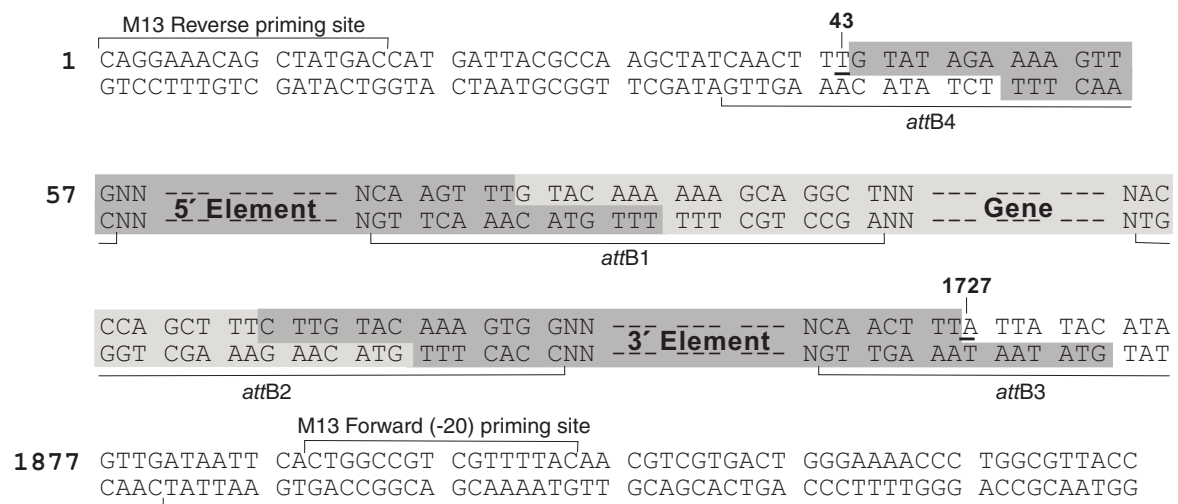 M13 Reverse priming site
43
1 CAGGAAACAG CTATGACCAT GATTACGCCA AGCTATCAACT TTG TAT AGA AAA GTT
GTCCTTTGTC GATACTGGTA CTAATGCGGT TCGATAGTTGA AAC ATA TCT TTT CAA
attB4
57 GNN --- --- --- NCA AGT TTG TAC AAA AAA GCA GGC TNN --- --- --- NAC
5′ Element Gene
CNN --- --- --- NGT TCA AAC ATG TTT TTT CGT CCG ANN --- --- --- NTG
attB1
1727
CCA GCT TTC TTG TAC AAA GTG GNN --- --- --- NCA ACT TTA TTA TAC ATA
3′ Element
GGT CGA AAG AAC ATG TTT CAC CNN --- --- --- NGT TGA AAT AAT ATG TAT
attB2 attB3
M13 Forward (-20) priming site
1877 GTTGATAATT CACTGGCCGT CGTTTTACAA CGTCGTGACT GGGAAAACCC TGGCGTTACC
CAACTATTAA GTGACCGGCA GCAAAATGTT GCAGCACTGA CCCTTTTGGG ACCGCAATGG